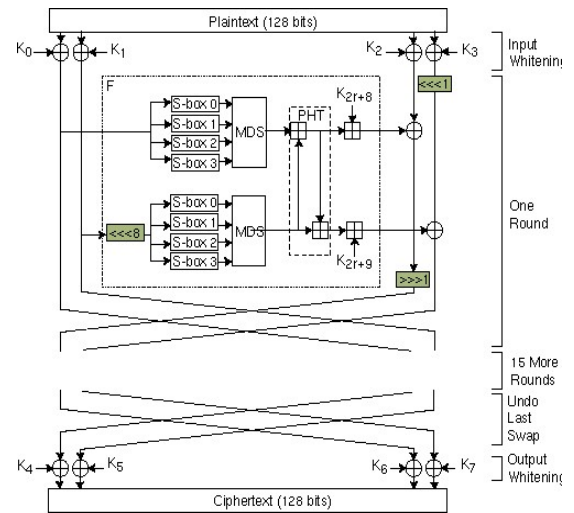 Plaintext (128 bits)
K0
K1
K2
K3
Input
Whitening
<<<1
F
S-box 0
S-box 1
S-box 2
S-box 3
MDS
PHT
K2r+8
One
Round
<<<8
S-box 0
S-box 1
S-box 2
S-box 3
MDS
K2r+9
>>>1
15 More
Rounds
Undo
Last
Swap
K4
K5
K6
K7
Output
Whitening
Ciphertext (128 bits)